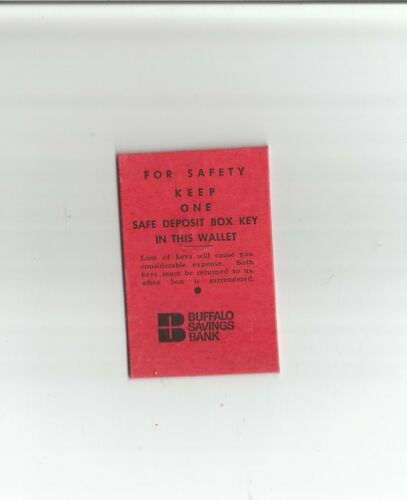 FOR SAFETY
KEEP
ONE
SAFE DEPOSIT BOX KEY
IN THIS WALLET
Loss of keys will cause you
considerable expense. Both
keys must be returned to us,
when box is surrendered.
BUFFALO
SAVINGS
BANK